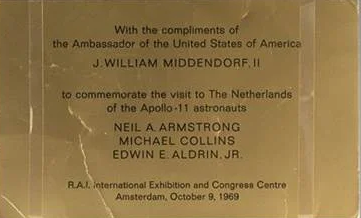 With the compliments of
the Ambassador of the United States of America
J. WILLIAM MIDDENDORF, II
to commemorate the visit to The Netherlands
of the Apollo-11 astronauts
NEIL A. ARMSTRONG
MICHAEL COLLINS
EDWIN E. ALDRIN, JR.
R.A.I. International Exhibition and Congress Centre
Amsterdam, October 9, 1969